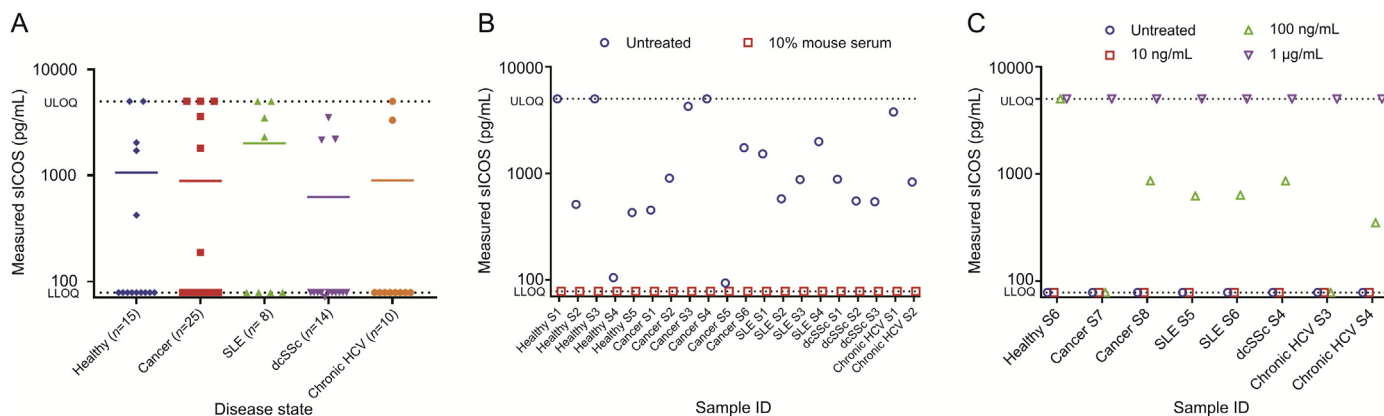 A
Measured sICOS (pg/mL)
10000
ULOQ
1000
100
LLOQ
Healthy (n=15)
Cancer (n=25)
SLE (n= 8)
dcSSc (n=14)
Chronic HCV (n=10)
Disease state
B
Untreated
10% mouse serum
Measured sICOS (pg/mL)
10000
ULOQ
1000
100
LLOQ
Healthy S1
Healthy S2
Healthy S3
Healthy S4
Healthy S5
Cancer S1
Cancer S2
Cancer S3
Cancer S4
Cancer S5
Cancer S6
SLE S1
SLE S2
SLE S3
SLE S4
dcSSc S1
dcSSc S2
dcSSc S3
Chronic HCV S1
Chronic HCV S2
Sample ID
C
Untreated
10 ng/mL
100 ng/mL
1 µg/mL
Measured sICOS (pg/mL)
10000
ULOQ
1000
100
LLOQ
Healthy S6
Cancer S7
Cancer S8
SLE S5
SLE S6
dcSSc S4
Chronic HCV S3
Chronic HCV S4
Sample ID